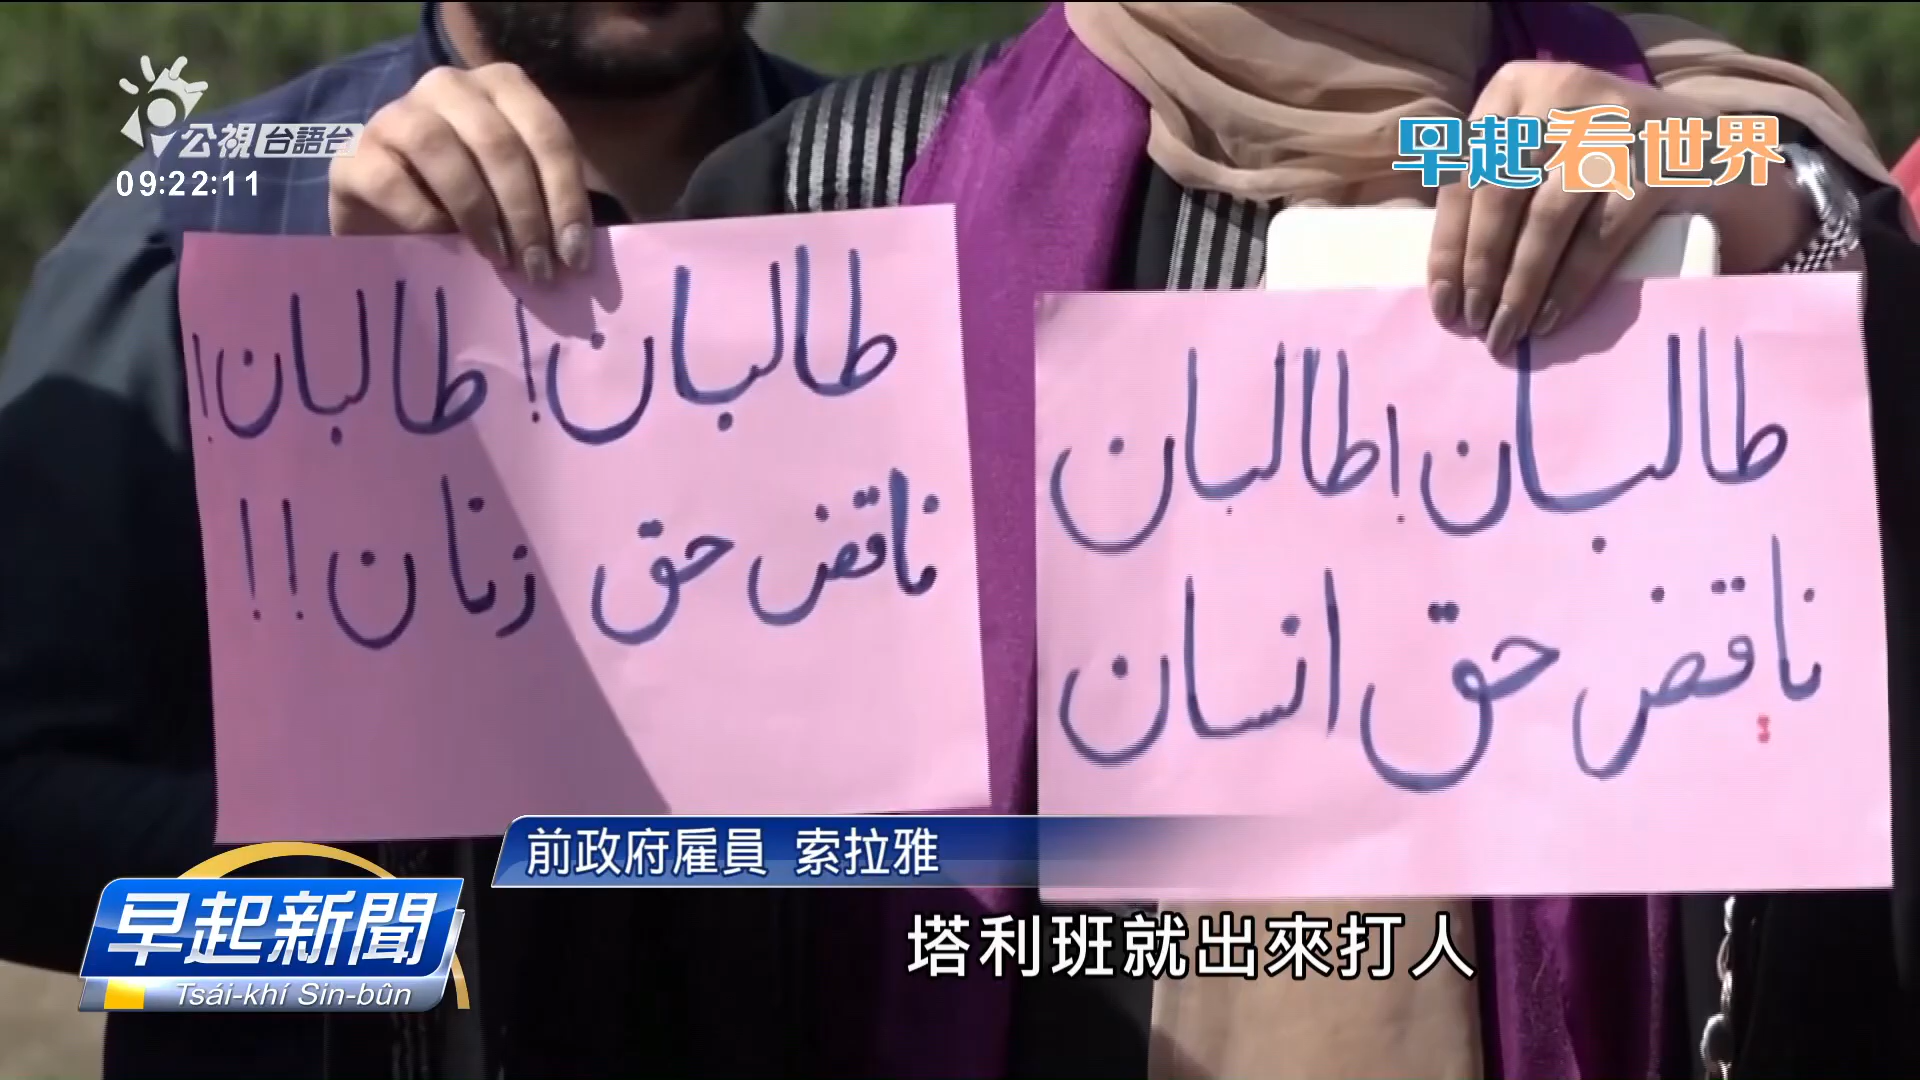 公視 台語台
09:22:11
早起看世界
طالبان! طالبان!
ناقض حق زنان!!
طالبان! طالبان
ناقض حق انسان
前政府雇員 索拉雅
塔利班就出來打人
早起新聞
Tsái-khí Sin-bûn